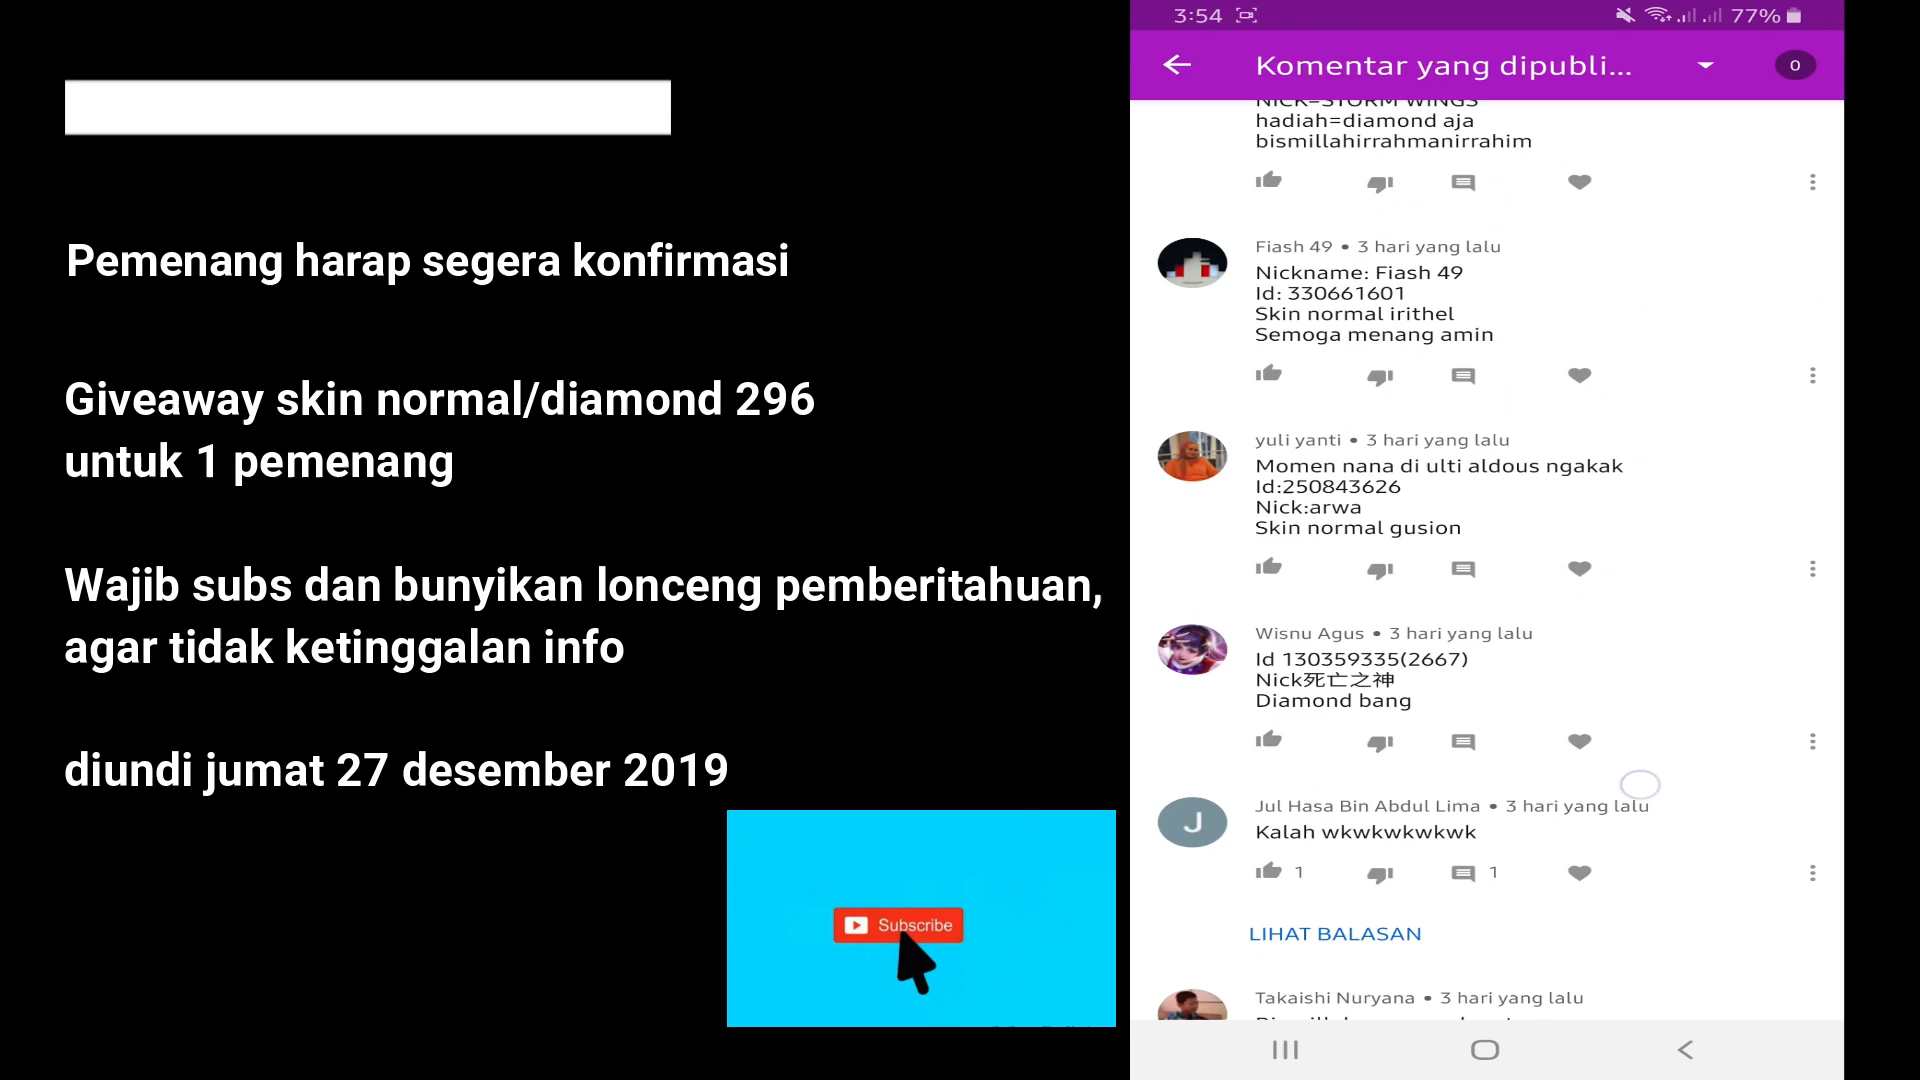 Pemenang harap segera konfirmasi
Giveaway skin normal/diamond 296
untuk 1 pemenang
Wajib subs dan bunyikan lonceng pemberitahuan,
agar tidak ketinggalan info
diundi jumat 27 desember 2019
Subscribe
3:54
77%
Komentar yang dipubli...
0
NICK=STORM WINGS
hadiah=diamond aja
bismillahirrahmanirrahim
Fiash 49 • 3 hari yang lalu
Nickname: Fiash 49
Id: 330661601
Skin normal irithel
Semoga menang amin
yuli yanti • 3 hari yang lalu
Momen nana di ulti aldous ngakak
Id:250843626
Nick:arwa
Skin normal gusion
Wisnu Agus • 3 hari yang lalu
Id 130359335(2667)
Nick死亡之神
Diamond bang
J
Jul Hasa Bin Abdul Lima • 3 hari yang lalu
Kalah wkwkwkwkwk
1
1
LIHAT BALASAN
Takaishi Nuryana • 3 hari yang lalu